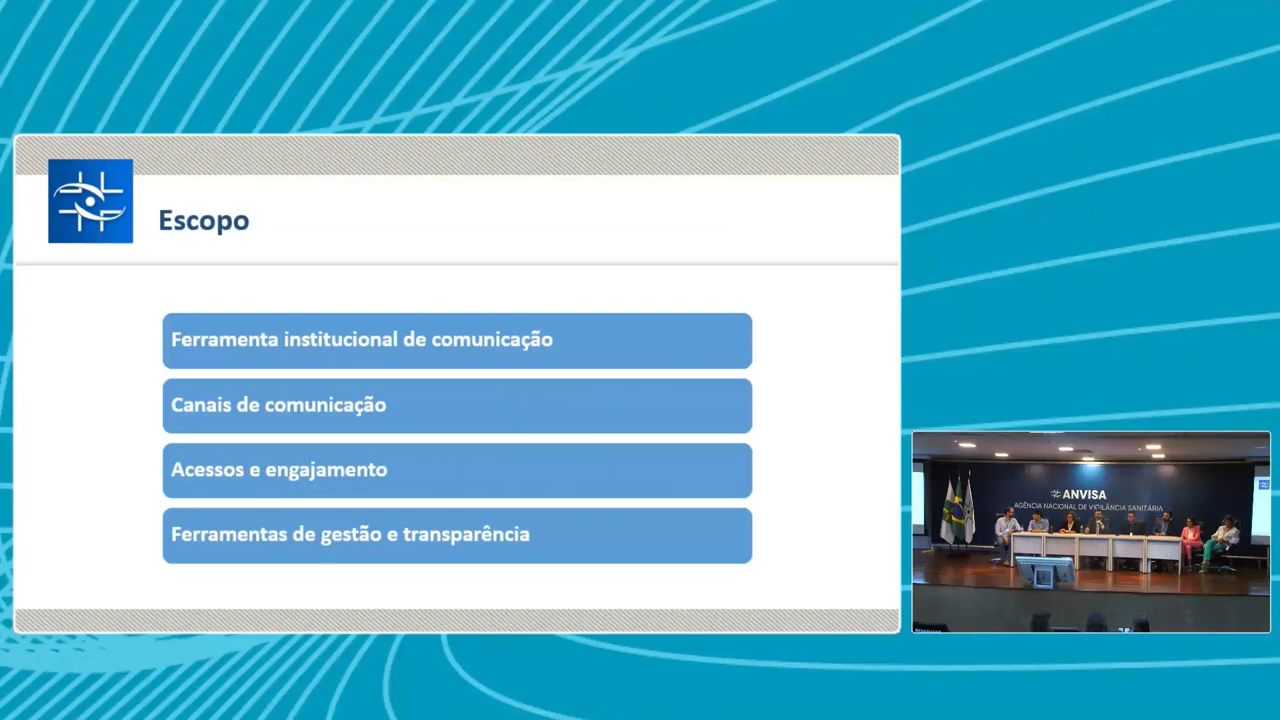 Escopo
Ferramenta institucional de comunicação
Canais de comunicação
Acessos e engajamento
Ferramentas de gestão e transparência
ANVISA
AGÊNCIA NACIONAL DE VIGILÂNCIA SANITÁRIA